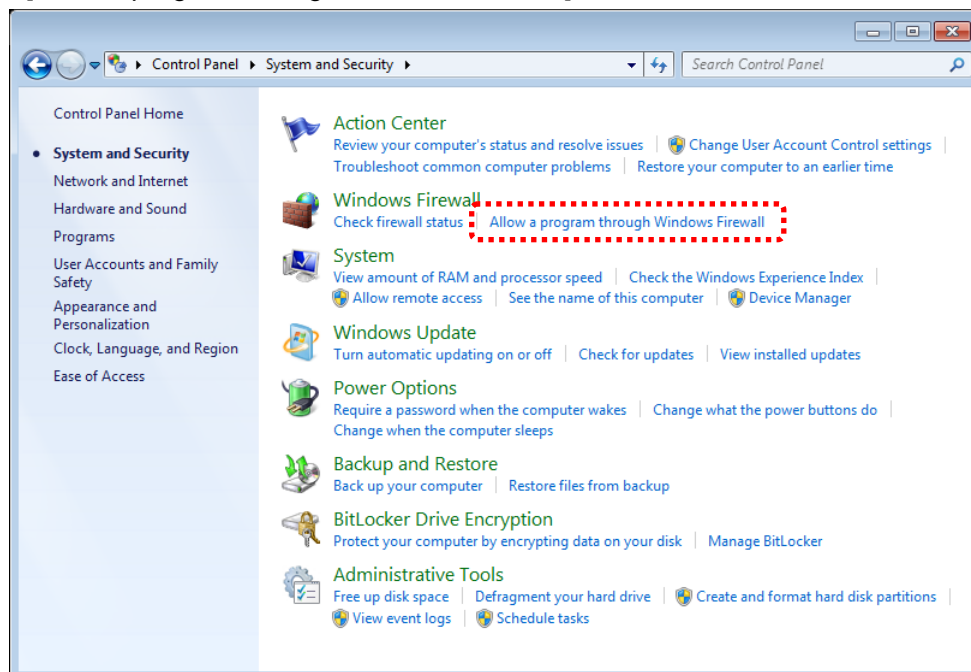 Control Panel ▸ System and Security ▸
Search Control Panel
Control Panel Home
• System and Security
Network and Internet
Hardware and Sound
Programs
User Accounts and Family
Safety
Appearance and
Personalization
Clock, Language, and Region
Ease of Access
Action Center
Review your computer's status and resolve issues | Change User Account Control settings |
Troubleshoot common computer problems | Restore your computer to an earlier time
Windows Firewall
Check firewall status | Allow a program through Windows Firewall
System
View amount of RAM and processor speed | Check the Windows Experience Index |
Allow remote access | See the name of this computer | Device Manager
Windows Update
Turn automatic updating on or off | Check for updates | View installed updates
Power Options
Require a password when the computer wakes | Change what the power buttons do |
Change when the computer sleeps
Backup and Restore
Back up your computer | Restore files from backup
BitLocker Drive Encryption
Protect your computer by encrypting data on your disk | Manage BitLocker
Administrative Tools
Free up disk space | Defragment your hard drive | Create and format hard disk partitions |
View event logs | Schedule tasks